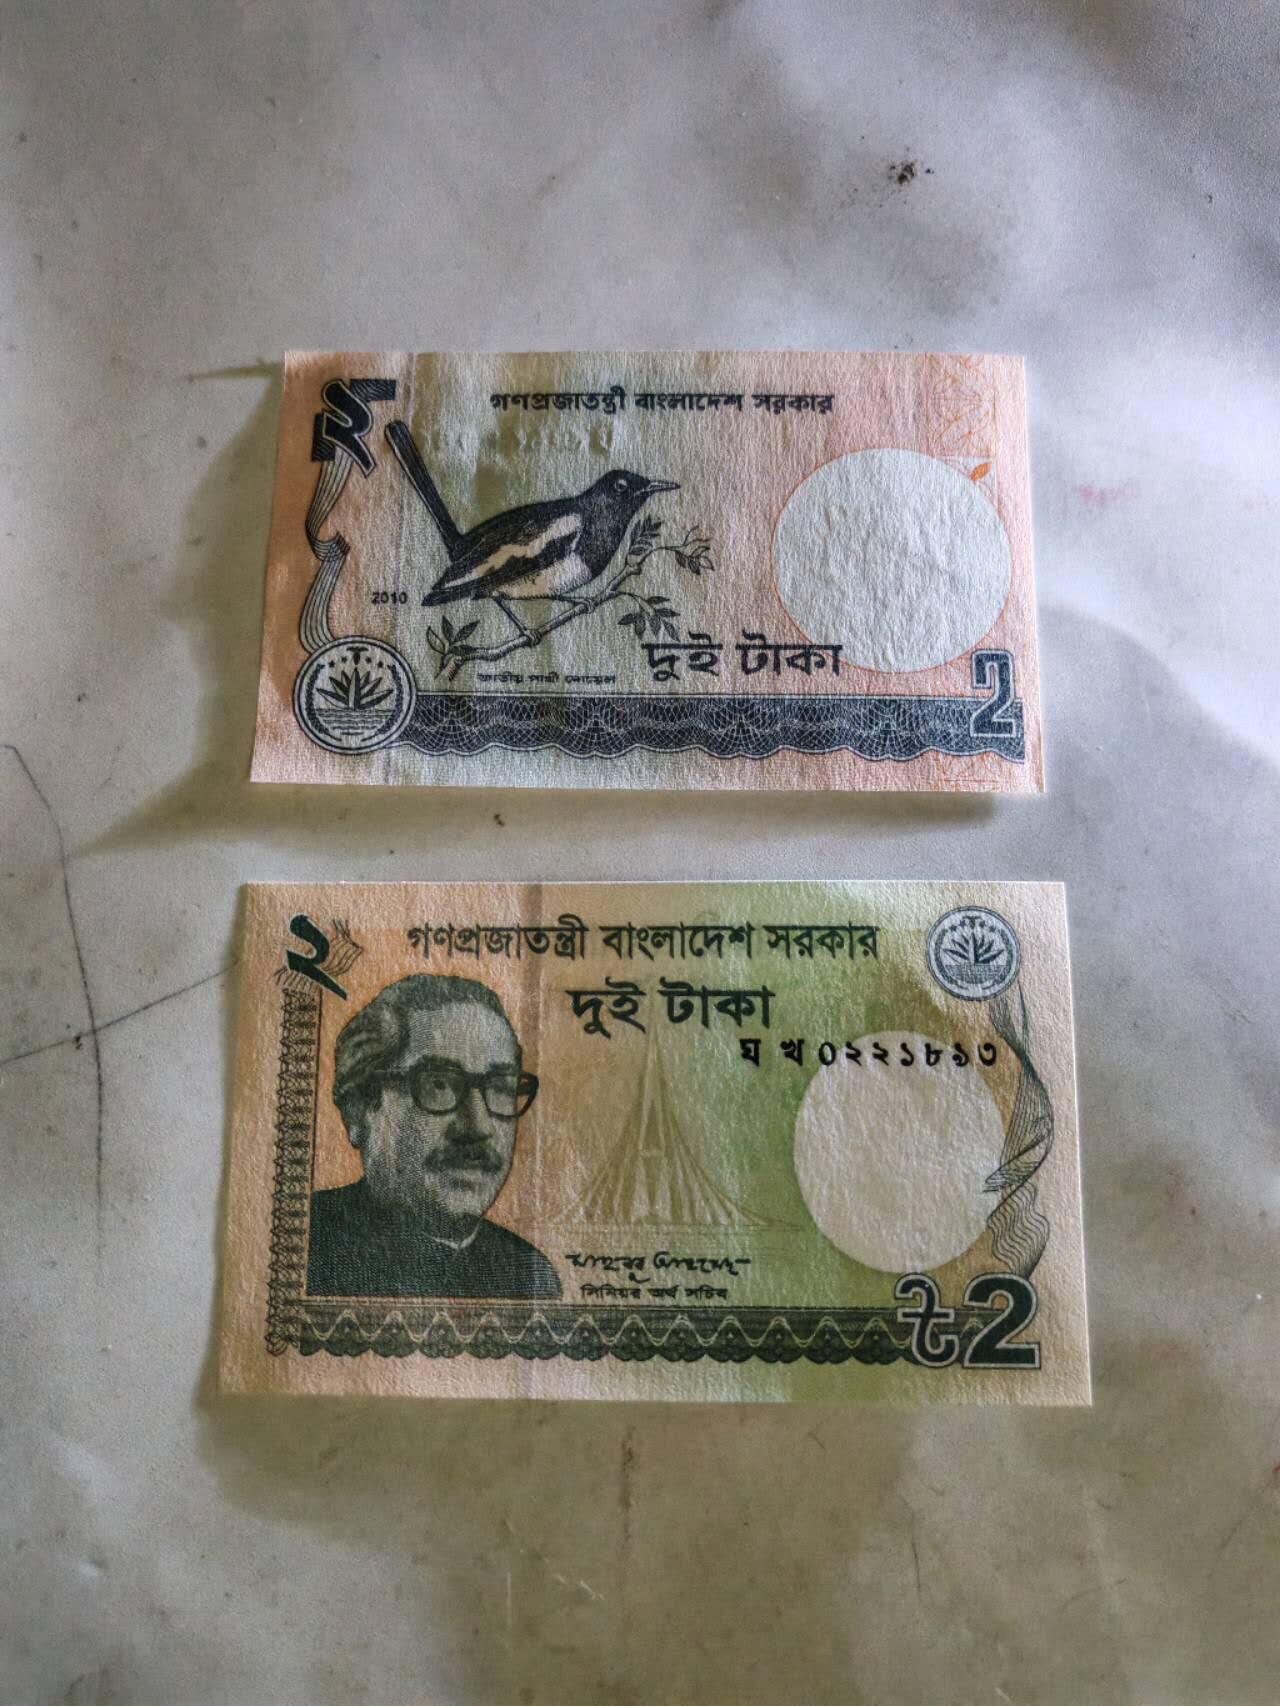 ২
গণপ্রজাতন্ত্রী বাংলাদেশ সরকার
2010
দুই টাকা
জাতীয় পাখী দোয়েল
2
২
গণপ্রজাতন্ত্রী বাংলাদেশ সরকার
দুই টাকা
ঘ খ ০২২১৮৯৩
সিনিয়র অর্থ সচিব
৳2